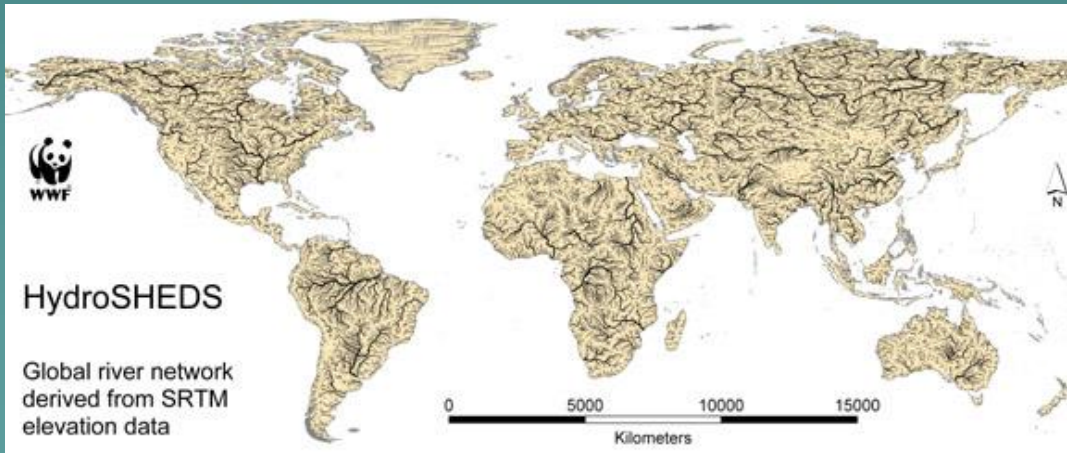 WWF
N
HydroSHEDS
Global river network
derived from SRTM
elevation data
0 5000 10000 15000
Kilometers